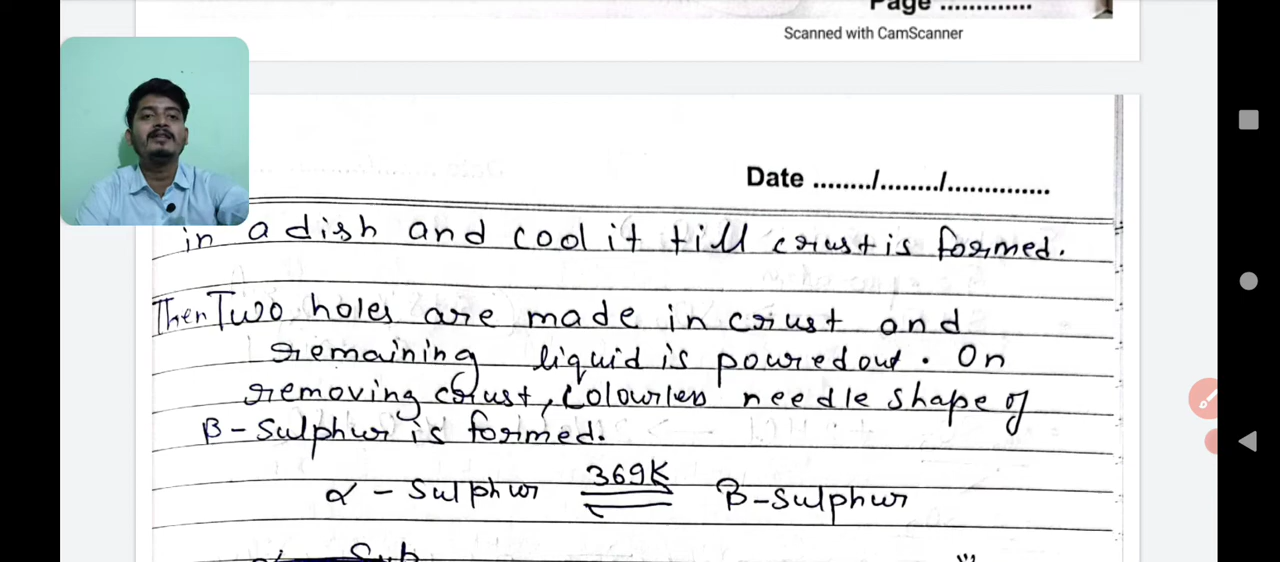 Page .............
Scanned with CamScanner
Date ......../......../..............
in a dish and cool it till crust is formed.
Then Two holes are made in crust and
remaining liquid is poured out. On
removing crust, colourless needle shape of
β-Sulphur is formed.
α - Sulphur ⇌ 369K β-Sulphur